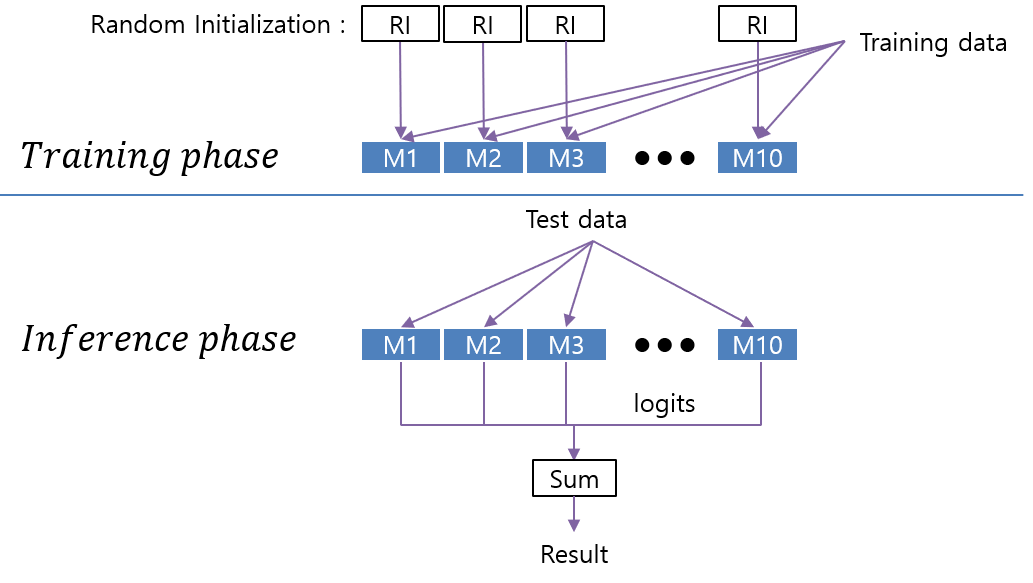 Random Initialization : RI RI RI RI
Training data
Training phase M1 M2 M3 ●●● M10
Test data
Inference phase M1 M2 M3 ●●● M10
logits
Sum
Result